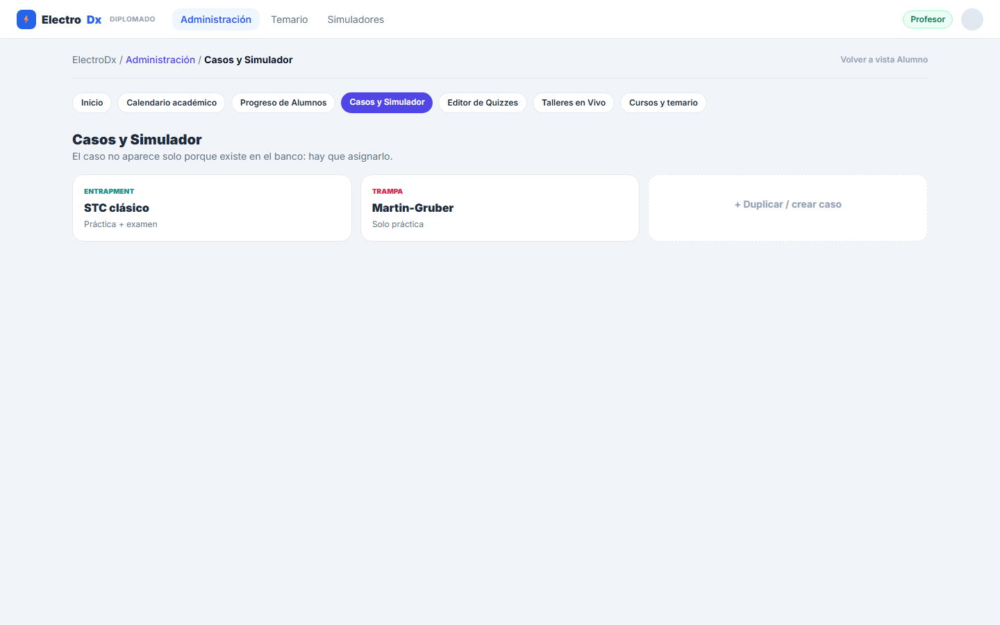 Electro Dx DIPLOMADO Administración Temario Simuladores Profesor
ElectroDx / Administración / Casos y Simulador Volver a vista Alumno
Inicio Calendario académico Progreso de Alumnos Casos y Simulador Editor de Quizzes Talleres en Vivo Cursos y temario
Casos y Simulador
El caso no aparece solo porque existe en el banco: hay que asignarlo.
ENTRAPMENT
STC clásico
Práctica + examen
TRAMPA
Martin-Gruber
Solo práctica
+ Duplicar / crear caso